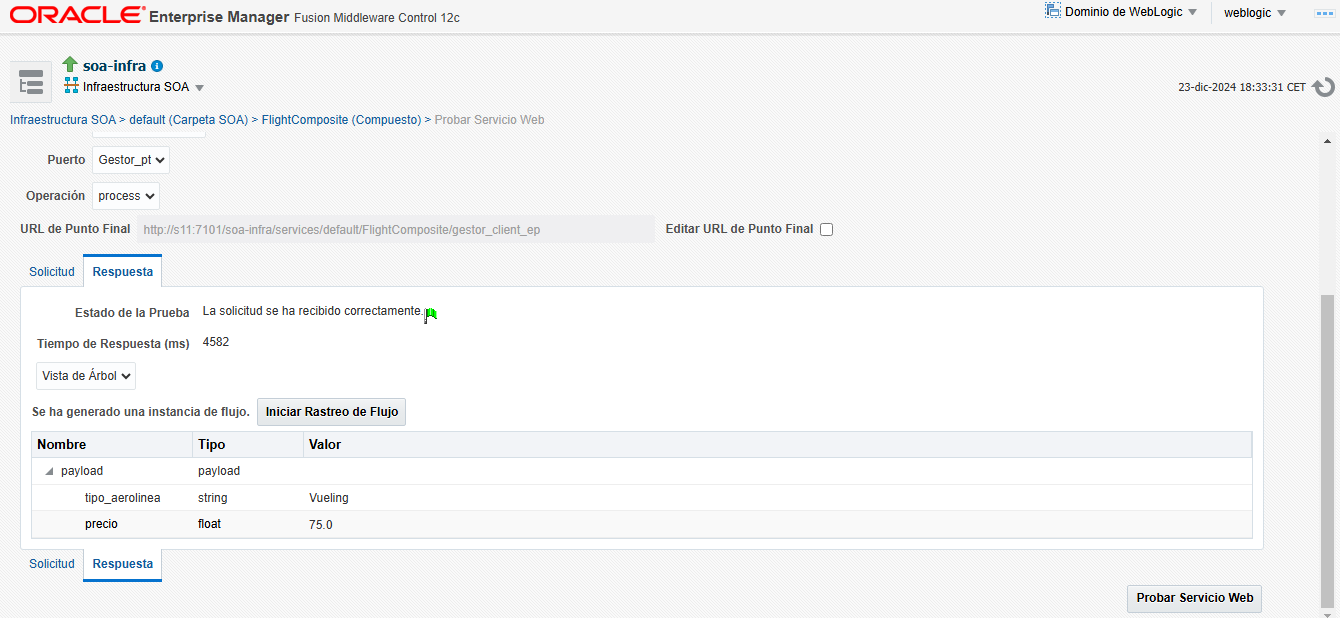 ORACLE Enterprise Manager Fusion Middleware Control 12c
Dominio de WebLogic
weblogic
soa-infra
Infraestructura SOA
23-dic-2024 18:33:31 CET
Infraestructura SOA > default (Carpeta SOA) > FlightComposite (Compuesto) > Probar Servicio Web
Puerto Gestor_pt
Operación process
URL de Punto Final http://s11:7101/soa-infra/services/default/FlightComposite/gestor_client_ep Editar URL de Punto Final
Solicitud Respuesta
Estado de la Prueba La solicitud se ha recibido correctamente.
Tiempo de Respuesta (ms) 4582
Vista de Árbol
Se ha generado una instancia de flujo. Iniciar Rastreo de Flujo
Nombre Tipo Valor
payload payload
tipo_aerolinea string Vueling
precio float 75.0
Solicitud Respuesta
Probar Servicio Web